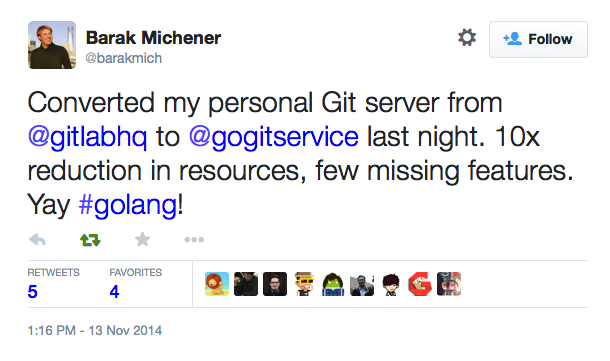 Barak Michener
@barakmich
Follow
Converted my personal Git server from
@gitlabhq to @gogitservice last night. 10x
reduction in resources, few missing features.
Yay #golang!
RETWEETS
FAVORITES
5
4
1:16 PM - 13 Nov 2014